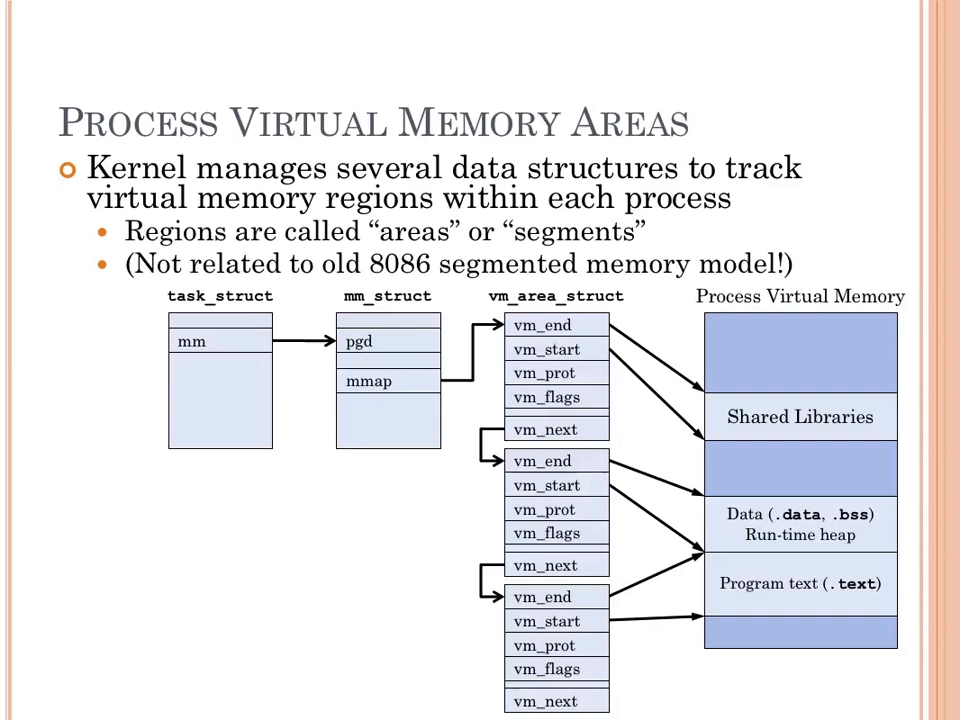 PROCESS VIRTUAL MEMORY AREAS
Kernel manages several data structures to track
virtual memory regions within each process
Regions are called “areas” or “segments”
(Not related to old 8086 segmented memory model!)
task_struct
mm
mm_struct
pgd
mmap
vm_area_struct
vm_end
vm_start
vm_prot
vm_flags
vm_next
vm_end
vm_start
vm_prot
vm_flags
vm_next
vm_end
vm_start
vm_prot
vm_flags
vm_next
Process Virtual Memory
Shared Libraries
Data (.data, .bss)
Run-time heap
Program text (.text)